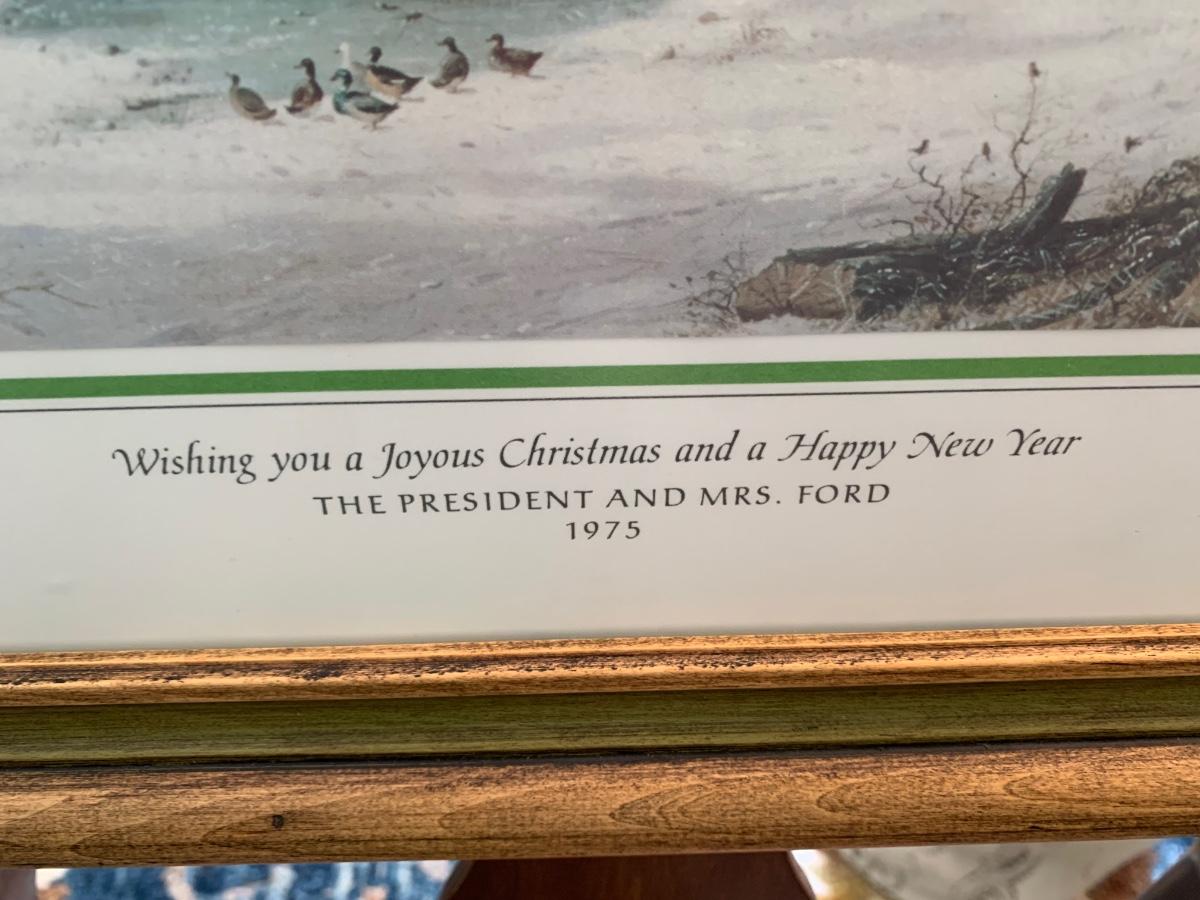 Wishing you a Joyous Christmas and a Happy New Year
THE PRESIDENT AND MRS. FORD
1975